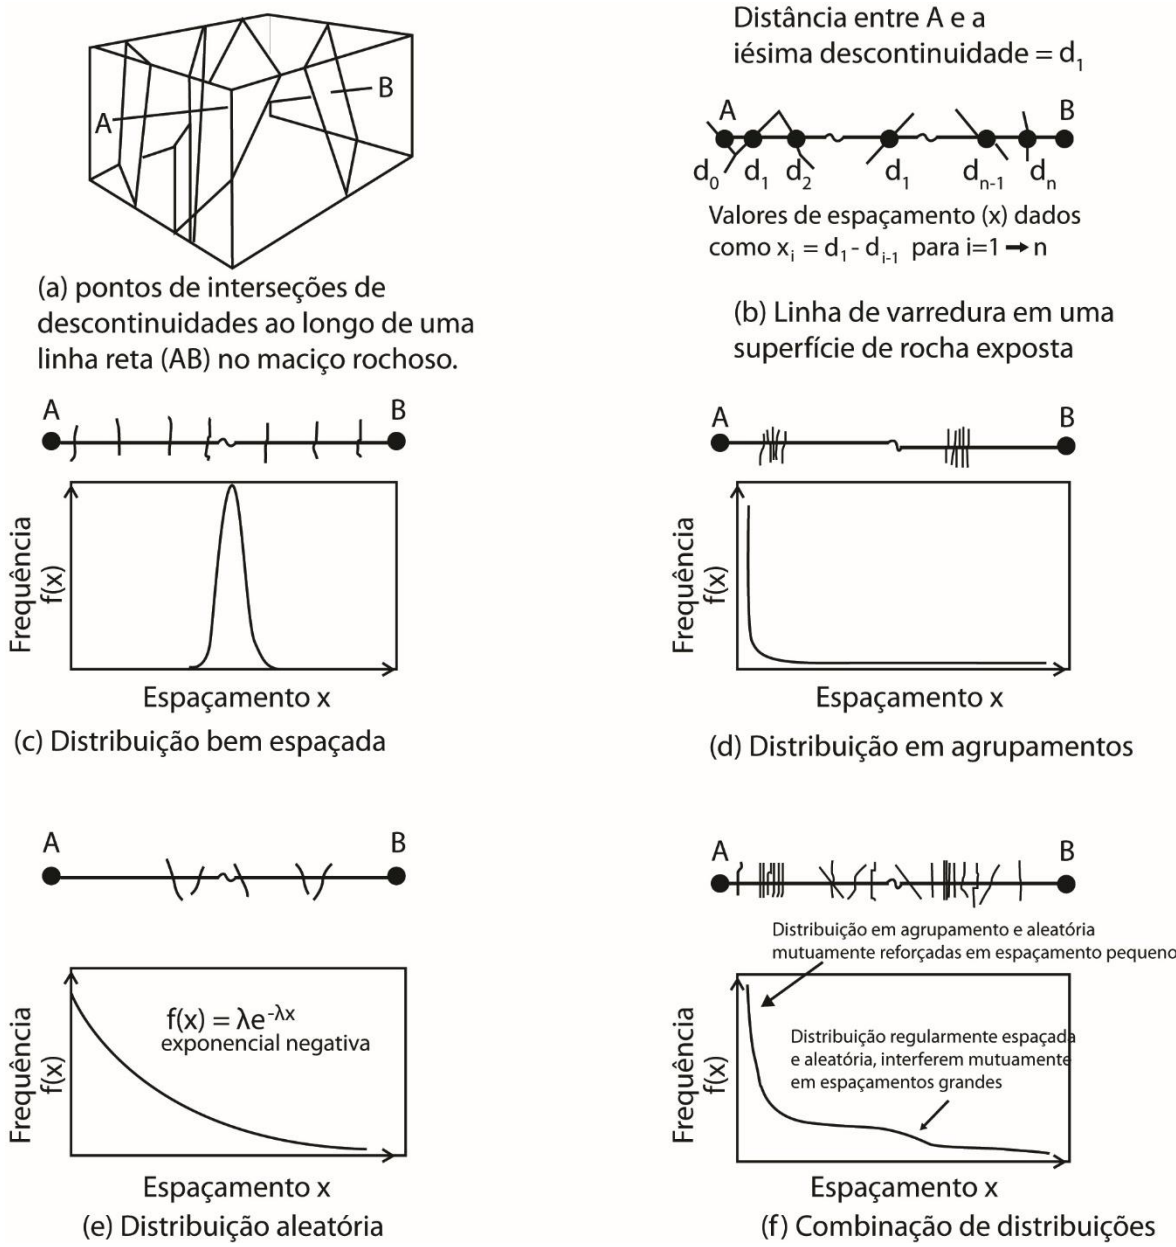 A
B
(a) pontos de interseções de
descontinuidades ao longo de uma
linha reta (AB) no maciço rochoso.
Distância entre A e a
iésima descontinuidade = d₁
A
B
d₀ d₁ d₂ d₁ dₙ₋₁ dₙ
Valores de espaçamento (x) dados
como xᵢ = d₁ - dᵢ₋₁ para i=1 → n
(b) Linha de varredura em uma
superfície de rocha exposta
A
B
Frequência
f(x)
Espaçamento x
(c) Distribuição bem espaçada
A
B
Frequência
f(x)
Espaçamento x
(d) Distribuição em agrupamentos
A
B
Frequência
f(x)
f(x) = λe^-λx
exponencial negativa
Espaçamento x
(e) Distribuição aleatória
A
B
Distribuição em agrupamento e aleatória
mutuamente reforçadas em espaçamento pequeno
Frequência
f(x)
Distribuição regularmente espaçada
e aleatória, interferem mutuamente
em espaçamentos grandes
Espaçamento x
(f) Combinação de distribuições